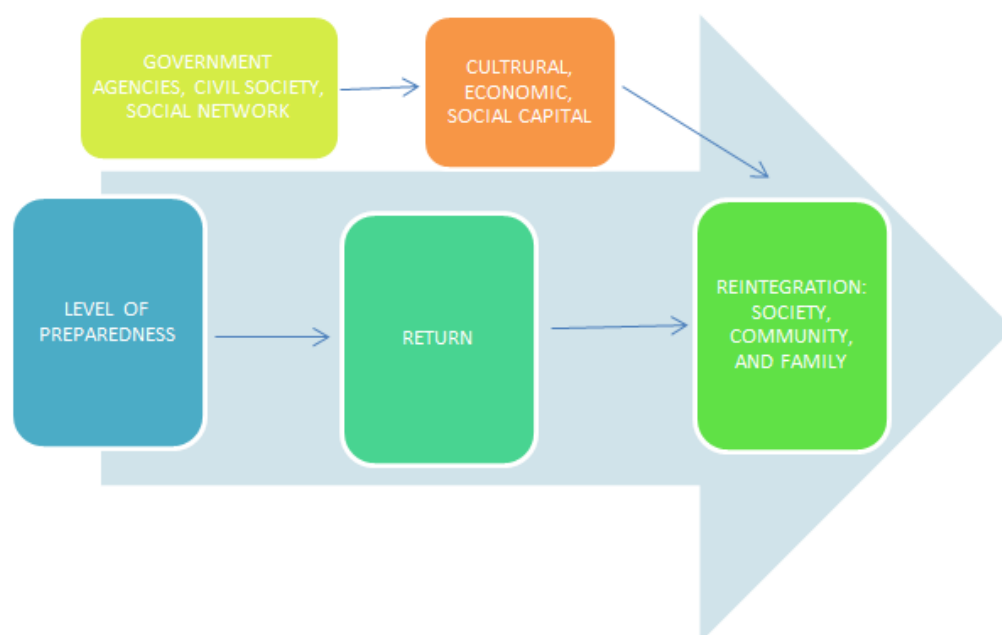 GOVERNMENT
AGENCIES, CIVIL SOCIETY,
SOCIAL NETWORK
CULTRURAL,
ECONOMIC,
SOCIAL CAPITAL
LEVEL OF
PREPAREDNESS
RETURN
REINTEGRATION:
SOCIETY,
COMMUNITY,
AND FAMILY